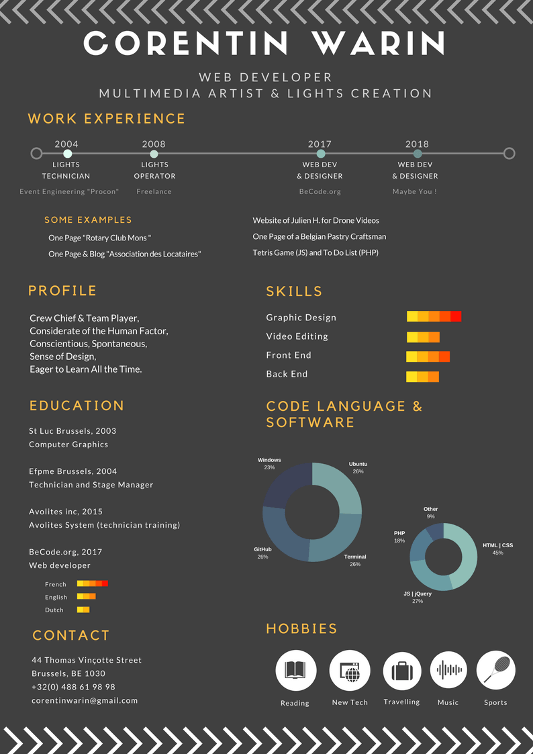 CORENTIN WARIN
WEB DEVELOPER
MULTIMEDIA ARTIST & LIGHTS CREATION
WORK EXPERIENCE
2004
LIGHTS
TECHNICIAN
Event Engineering "Procon"
2008
LIGHTS
OPERATOR
Freelance
2017
WEB DEV
& DESIGNER
BeCode.org
2018
WEB DEV
& DESIGNER
Maybe You !
SOME EXAMPLES
One Page "Rotary Club Mons "
One Page & Blog "Association des Locataires"
Website of Julien H. for Drone Videos
One Page of a Belgian Pastry Craftsman
Tetris Game (JS) and To Do List (PHP)
PROFILE
Crew Chief & Team Player,
Considerate of the Human Factor,
Conscientious, Spontaneous,
Sense of Design,
Eager to Learn All the Time.
SKILLS
Graphic Design
Video Editing
Front End
Back End
EDUCATION
St Luc Brussels, 2003
Computer Graphics
Efpme Brussels, 2004
Technician and Stage Manager
Avolites inc, 2015
Avolites System (technician training)
BeCode.org, 2017
Web developer
French
English
Dutch
CODE LANGUAGE &
SOFTWARE
Windows
23%
Ubuntu
26%
GitHub
26%
Terminal
26%
Other
9%
PHP
18%
HTML | CSS
45%
JS | jQuery
27%
CONTACT
44 Thomas Vinçotte Street
Brussels, BE 1030
+32(0) 488 61 98 98
corentinwarin@gmail.com
HOBBIES
Reading
New Tech
Travelling
Music
Sports